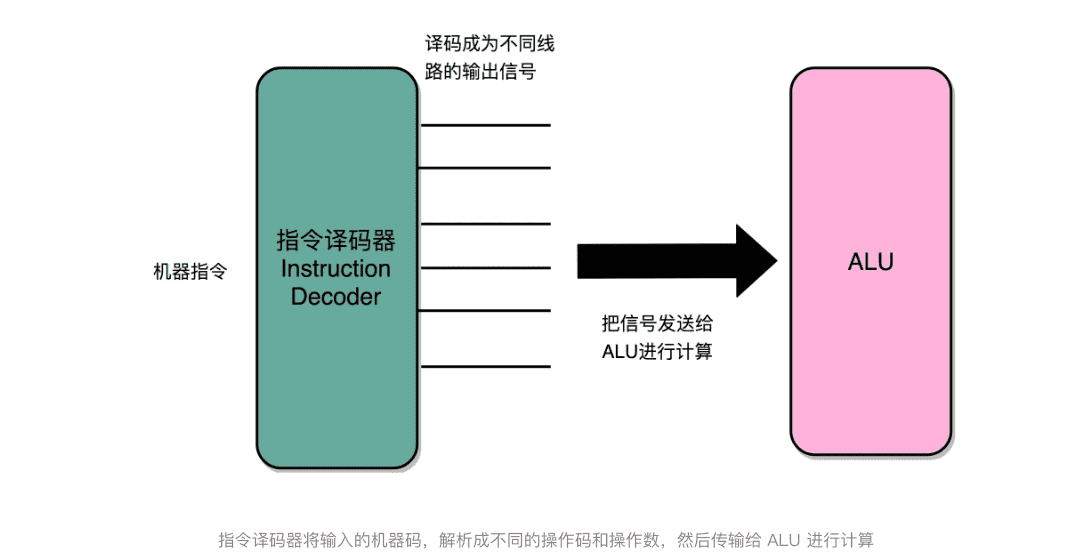 译码成为不同线
路的输出信号
机器指令
指令译码器
Instruction
Decoder
把信号发送给
ALU进行计算
ALU
指令译码器将输入的机器码，解析成不同的操作码和操作数，然后传输给 ALU 进行计算